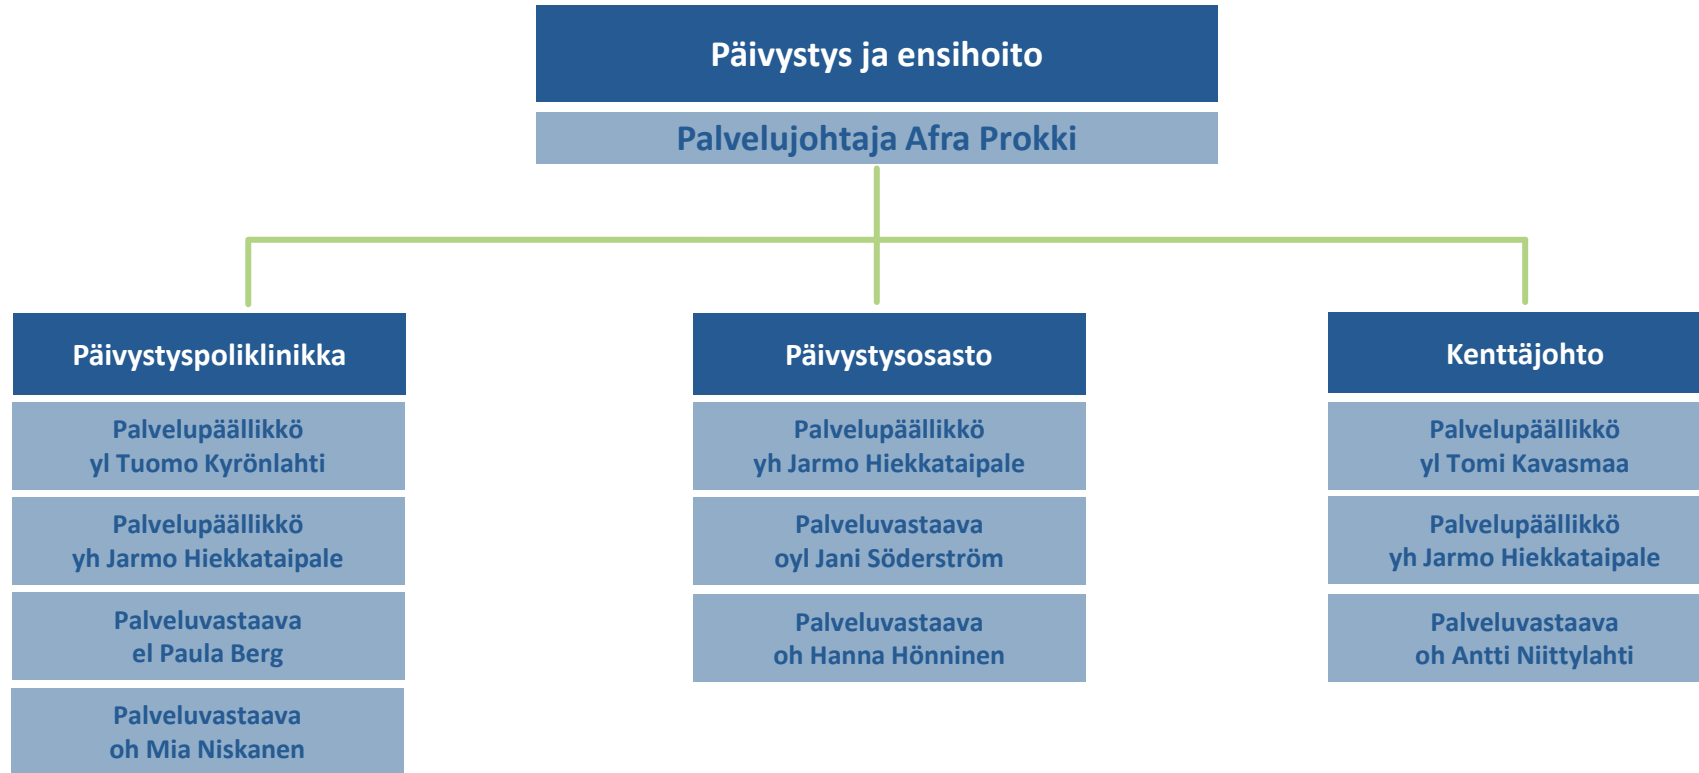 Päivystys ja ensihoito
Palvelujohtaja Afra Prokki
Päivystyspoliklinikka
Palvelupäällikkö
yl Tuomo Kyrönlahti
Palvelupäällikkö
yh Jarmo Hiekkataipale
Palveluvastaava
el Paula Berg
Palveluvastaava
oh Mia Niskanen
Päivystysosasto
Palvelupäällikkö
yh Jarmo Hiekkataipale
Palveluvastaava
oyl Jani Söderström
Palveluvastaava
oh Hanna Hönninen
Kenttäjohto
Palvelupäällikkö
yl Tomi Kavasmaa
Palvelupäällikkö
yh Jarmo Hiekkataipale
Palveluvastaava
oh Antti Niittylahti